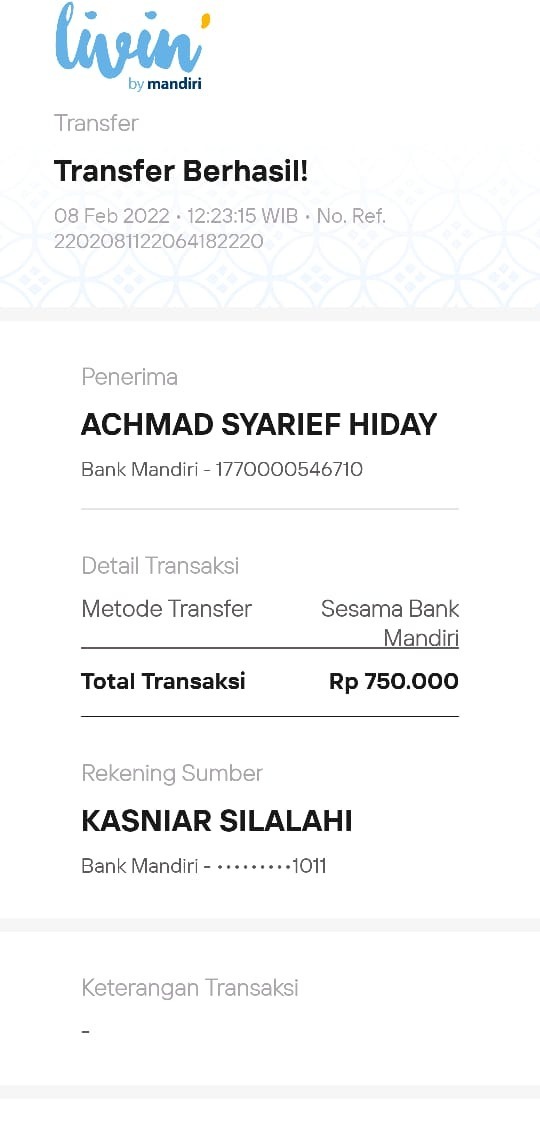 livin'
by mandiri
Transfer
Transfer Berhasil!
08 Feb 2022 • 12:23:15 WIB • No. Ref.
2202081122064182220
Penerima
ACHMAD SYARIEF HIDAY
Bank Mandiri - 1770000546710
Detail Transaksi
Metode Transfer Sesama Bank
Mandiri
Total Transaksi Rp 750.000
Rekening Sumber
KASNIAR SILALAHI
Bank Mandiri - •••••••••1011
Keterangan Transaksi
-